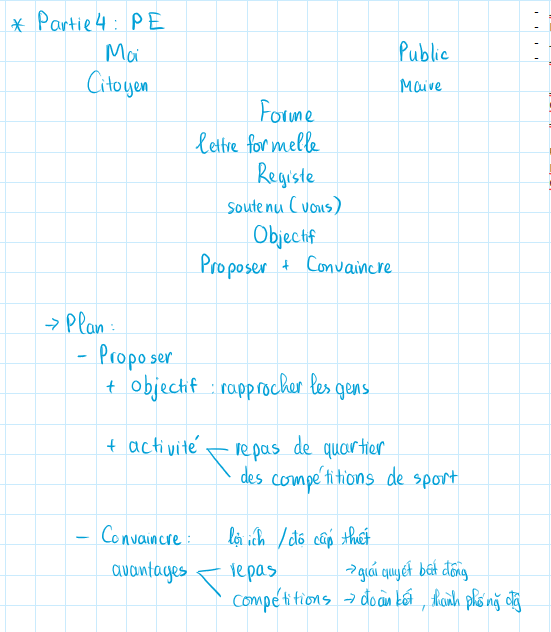 * Partie 4 : PE
Moi Public
Citoyen Maire
Forme
lettre formelle
Registe
soutenu (vous)
Objectif
Proposer + Convaincre
→ Plan :
- Proposer
+ Objectif : rapprocher les gens
+ activité repas de quartier
des compétitions de sport
- Convaincre : lợi ích / độ cấp thiết
avantages repas → giải quyết bất đồng
compétitions → đoàn kết, thành phố năng độ